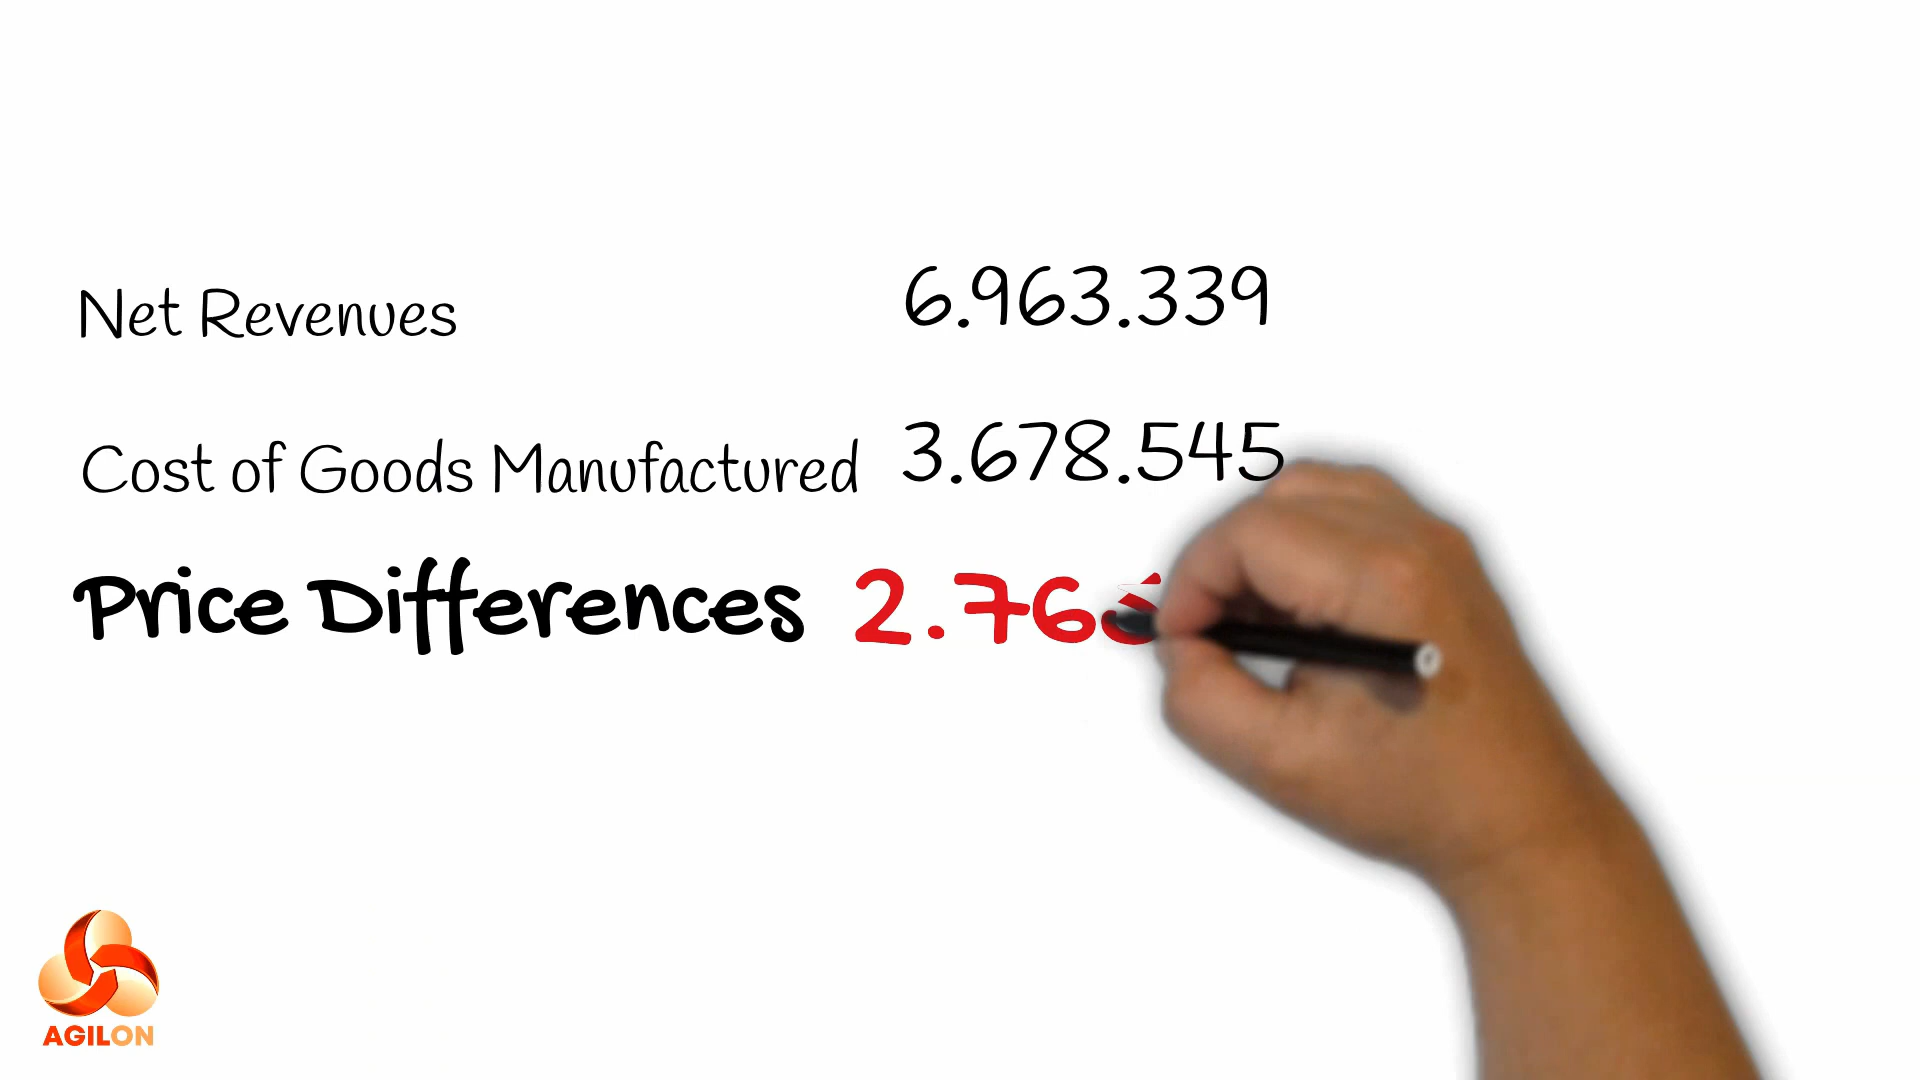 Net Revenues 6.963.339
Cost of Goods Manufactured 3.678.545
Price Differences 2.76
AGILON